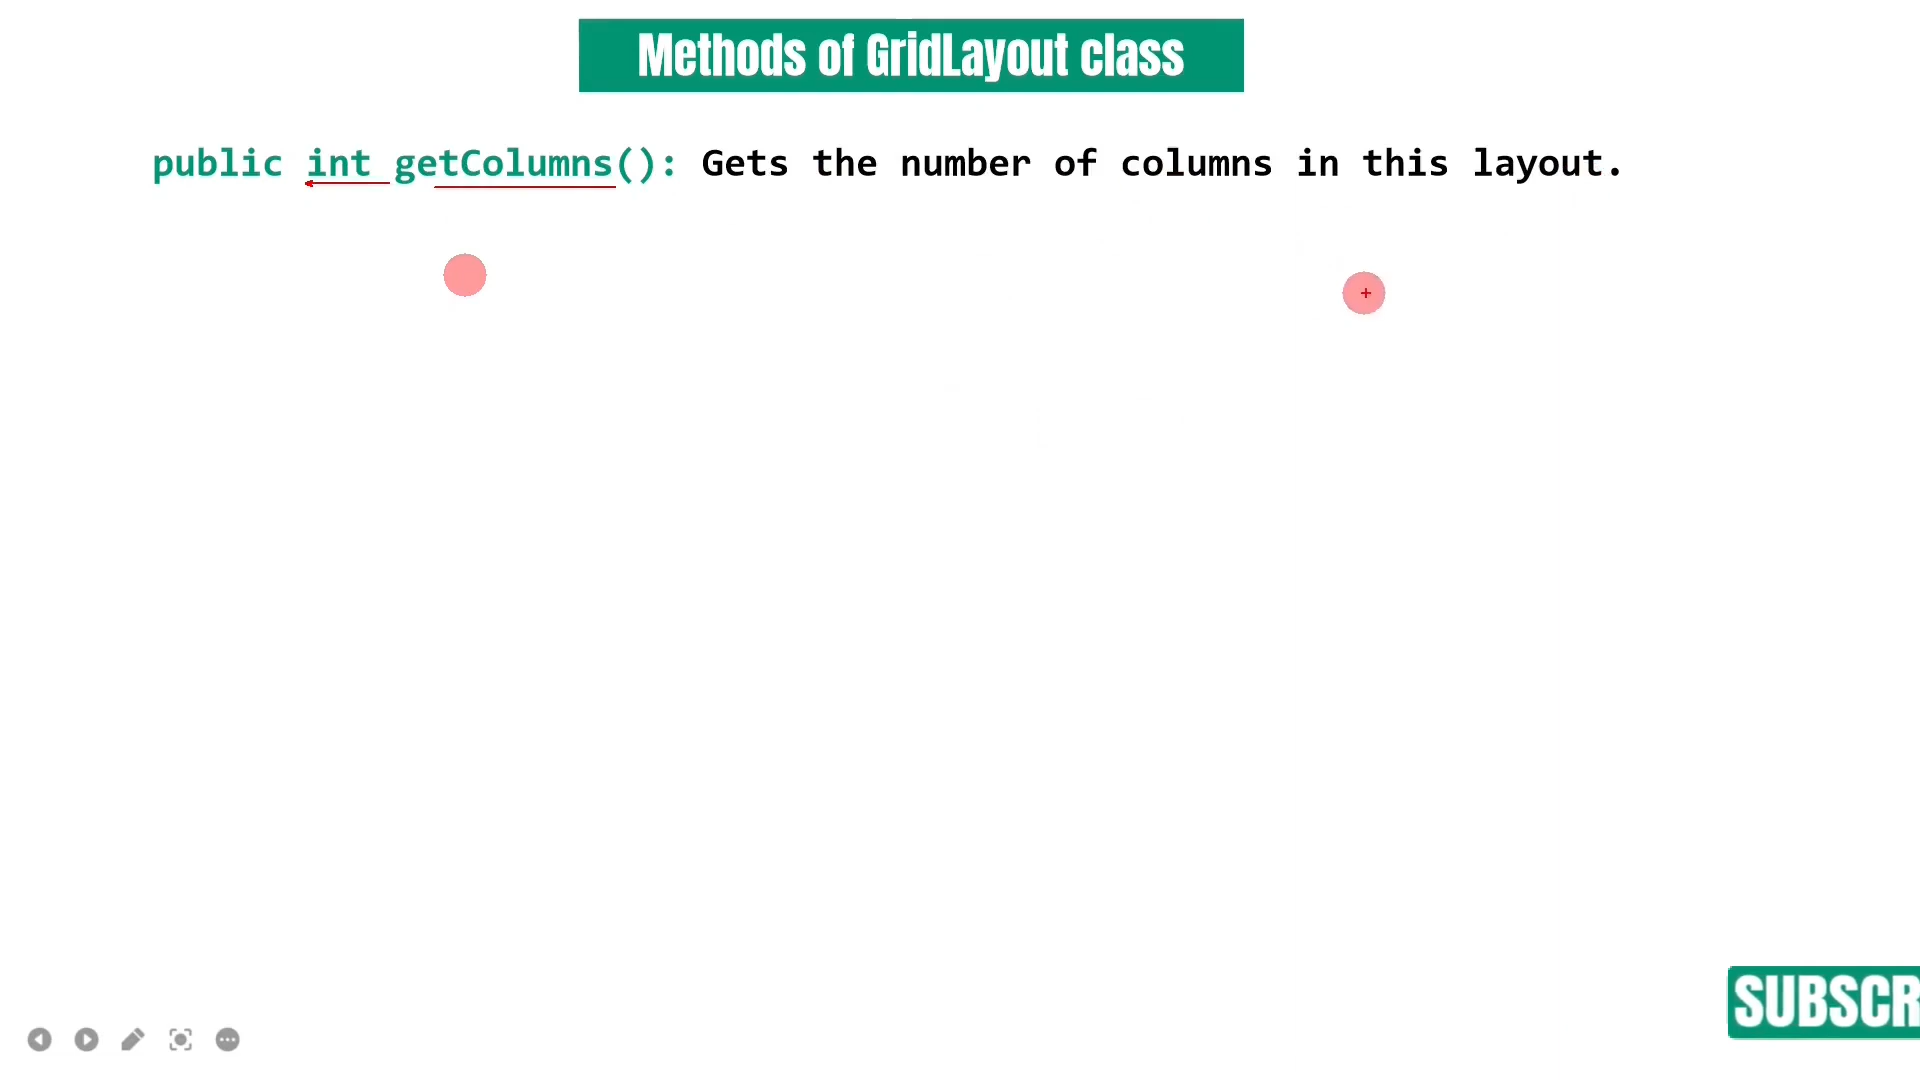 Methods of GridLayout class
public int getColumns(): Gets the number of columns in this layout.
SUBSCR